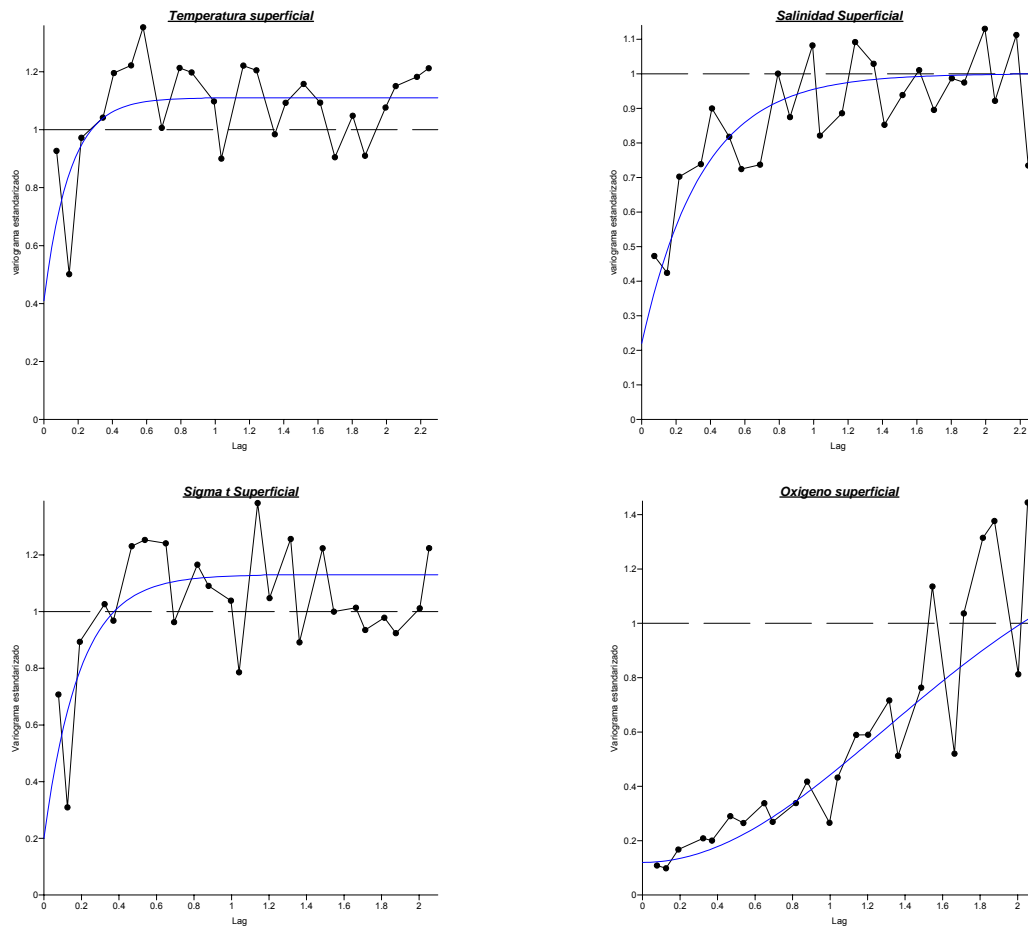 Temperatura superficial
variograma estandarizado
1.2
1
0.8
0.6
0.4
0.2
0
0 0.2 0.4 0.6 0.8 1 1.2 1.4 1.6 1.8 2 2.2
Lag
Salinidad Superficial
variograma estandarizado
1.1
1
0.9
0.8
0.7
0.6
0.5
0.4
0.3
0.2
0.1
0
0 0.2 0.4 0.6 0.8 1 1.2 1.4 1.6 1.8 2 2.2
Lag
Sigma t Superficial
Variograma estandarizado
1.2
1
0.8
0.6
0.4
0.2
0
0 0.2 0.4 0.6 0.8 1 1.2 1.4 1.6 1.8 2
Lag
Oxigeno superficial
Variograma estandarizado
1.4
1.2
1
0.8
0.6
0.4
0.2
0
0 0.2 0.4 0.6 0.8 1 1.2 1.4 1.6 1.8 2
Lag